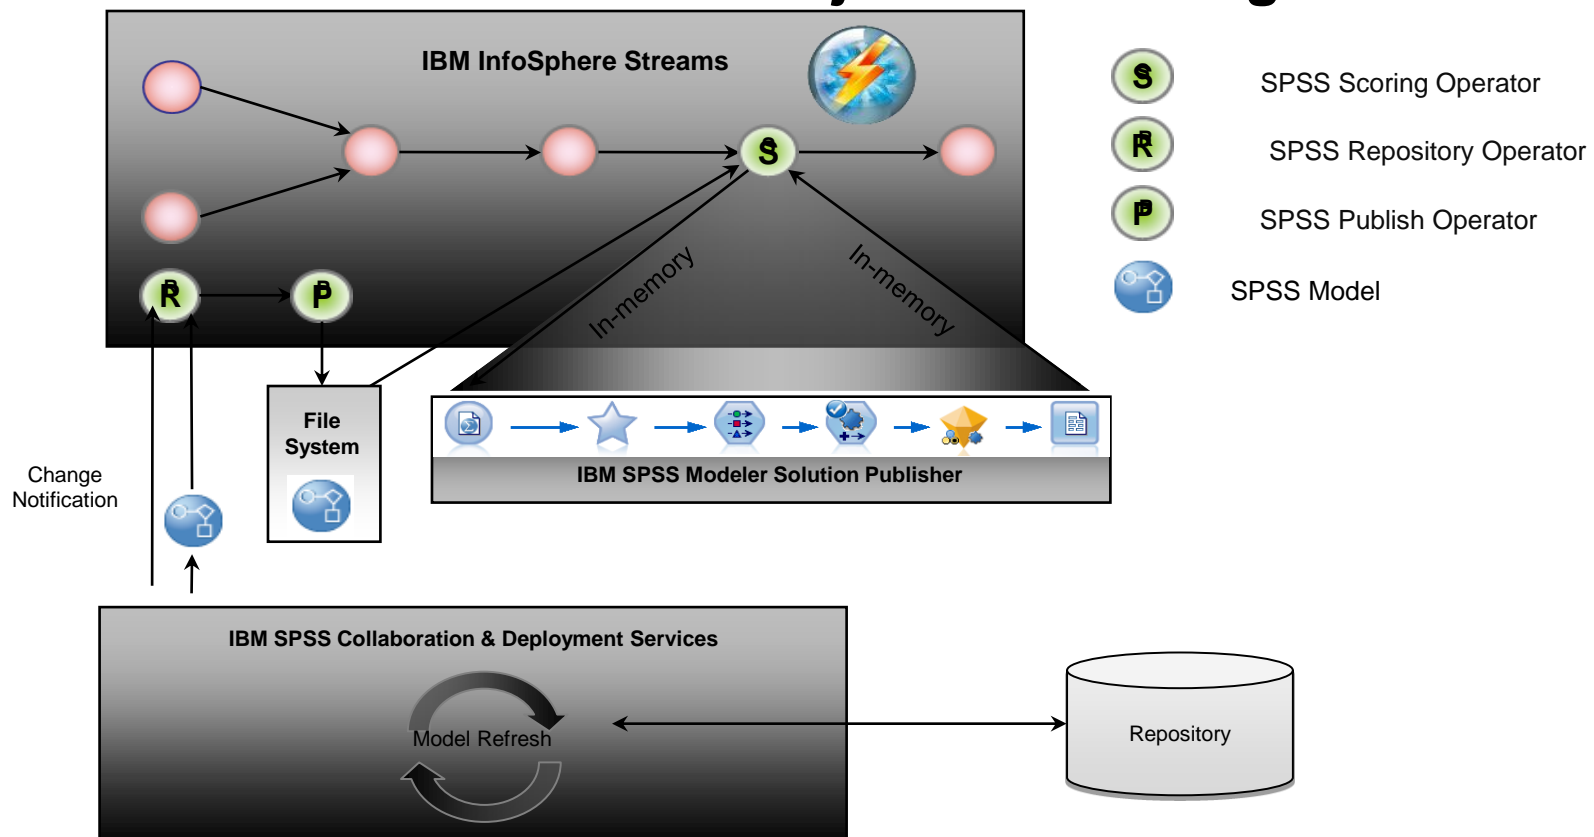 IBM InfoSphere Streams
S
SPSS Scoring Operator
R
SPSS Repository Operator
P
SPSS Publish Operator
SPSS Model
S
R
P
In-memory
In-memory
File
System
IBM SPSS Modeler Solution Publisher
Change
Notification
IBM SPSS Collaboration & Deployment Services
Model Refresh
Repository